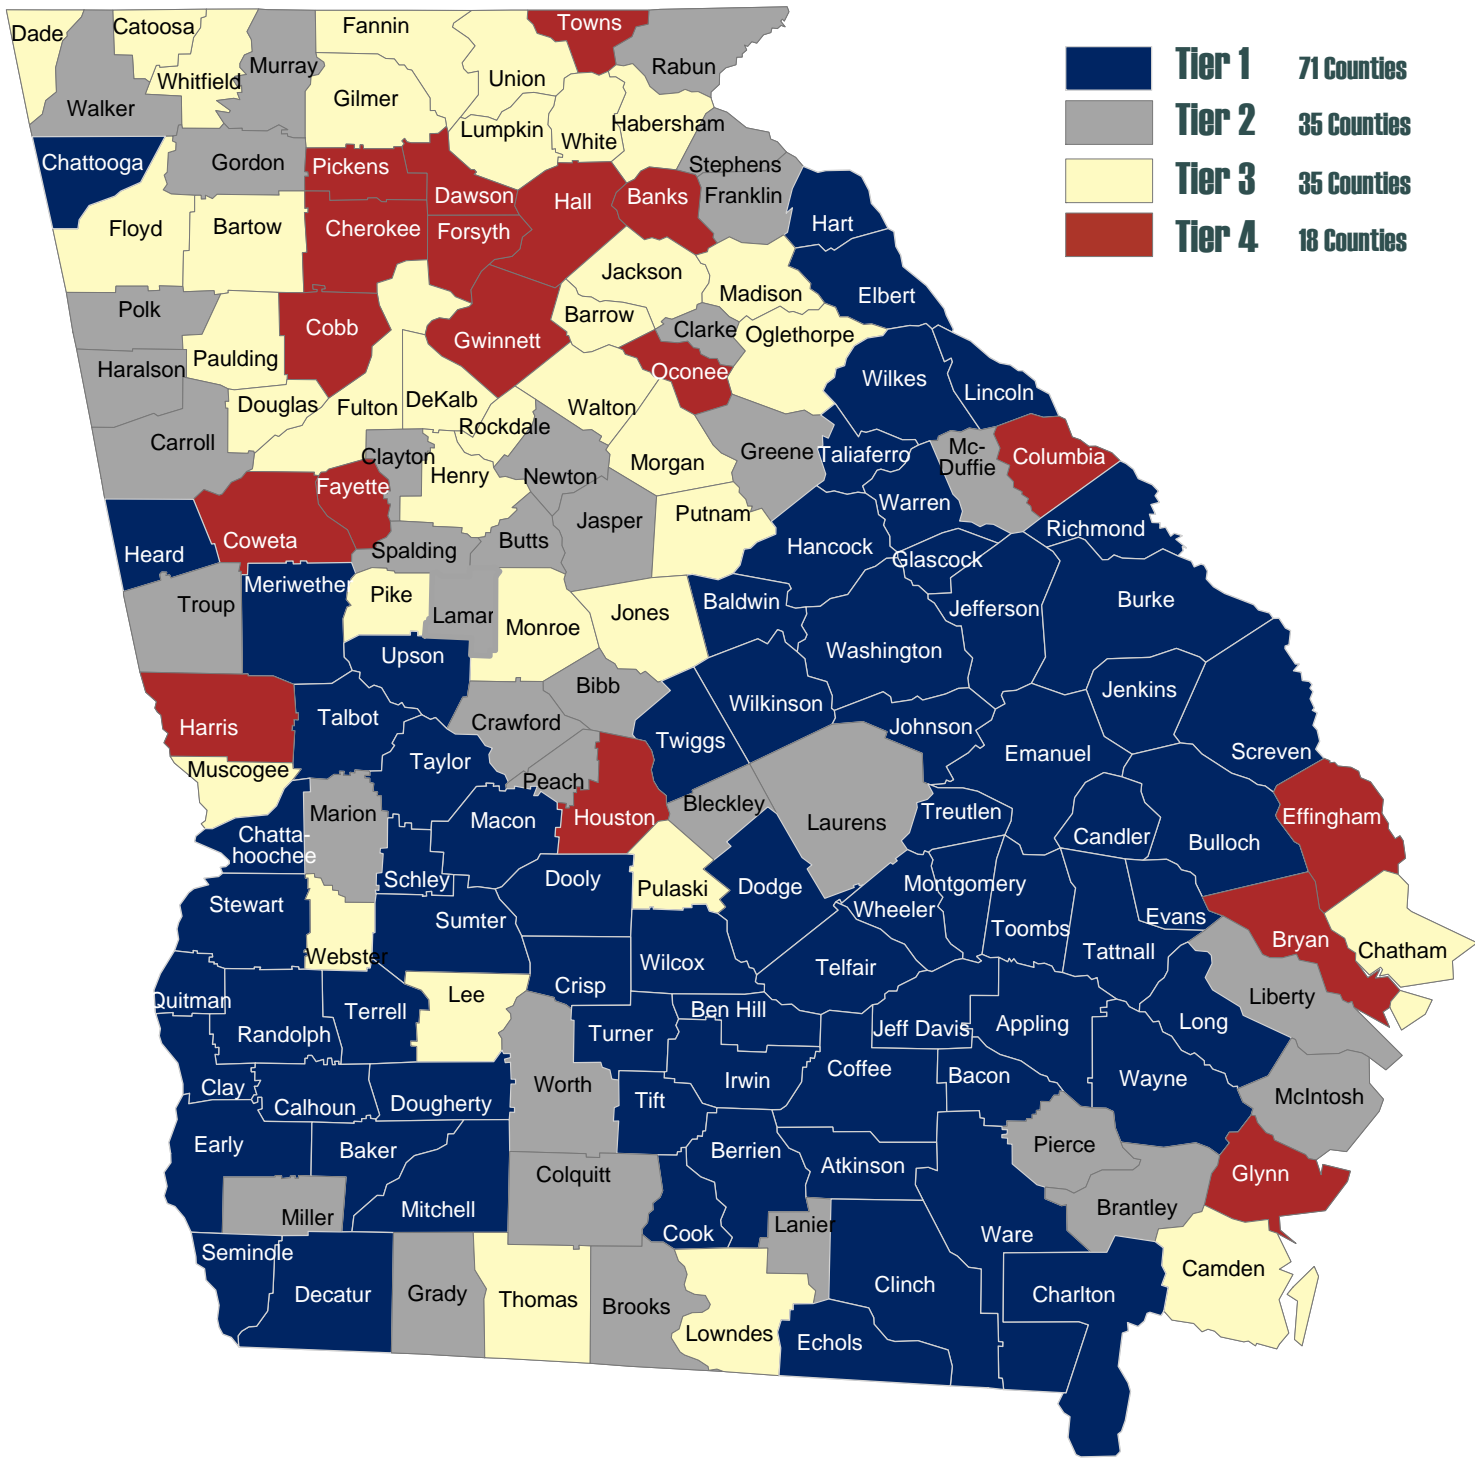 Tier 1 71 Counties
Tier 2 35 Counties
Tier 3 35 Counties
Tier 4 18 Counties
Dade
Catoosa
Fannin
Towns
Walker
Whitfield
Murray
Gilmer
Union
Rabun
Lumpkin
White
Habersham
Chattooga
Gordon
Pickens
Dawson
Hall
Banks
Stephens
Franklin
Hart
Floyd
Bartow
Cherokee
Forsyth
Jackson
Madison
Elbert
Polk
Cobb
Gwinnett
Barrow
Clarke
Oglethorpe
Haralson
Paulding
Oconee
Wilkes
Lincoln
Douglas
Fulton
DeKalb
Rockdale
Walton
Carroll
Clayton
Henry
Newton
Morgan
Greene
Taliaferro
Mc-
Duffie
Columbia
Fayette
Coweta
Spalding
Butts
Jasper
Putnam
Hancock
Warren
Glascock
Richmond
Heard
Troup
Meriwether
Pike
Lamar
Monroe
Jones
Baldwin
Washington
Jefferson
Burke
Upson
Harris
Talbot
Crawford
Bibb
Twiggs
Wilkinson
Johnson
Jenkins
Screven
Muscogee
Taylor
Peach
Houston
Bleckley
Laurens
Treutlen
Emanuel
Candler
Bulloch
Effingham
Chatta-
hoochee
Marion
Macon
Schley
Dooly
Pulaski
Dodge
Wheeler
Montgomery
Toombs
Tattnall
Evans
Bryan
Chatham
Stewart
Webster
Sumter
Crisp
Wilcox
Telfair
Liberty
Quitman
Randolph
Terrell
Lee
Turner
Ben Hill
Jeff Davis
Appling
Long
Clay
Calhoun
Dougherty
Worth
Tift
Irwin
Coffee
Bacon
Wayne
McIntosh
Early
Baker
Mitchell
Colquitt
Berrien
Atkinson
Pierce
Brantley
Glynn
Miller
Cook
Lanier
Ware
Seminole
Decatur
Grady
Thomas
Brooks
Lowndes
Echols
Clinch
Charlton
Camden